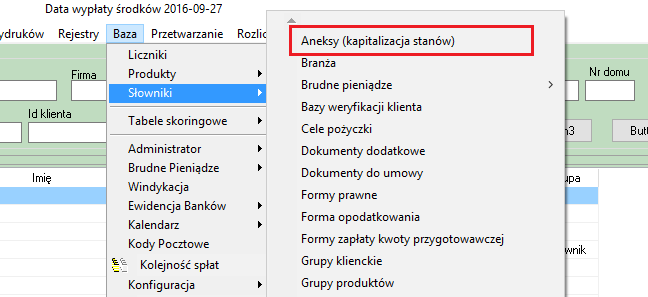 Data wypłaty środków 2016-09-27
ydruków Rejestry Baza Przetwarzanie Rozlic
Firma
Nr domu
Id klienta
n3
Butt
Imię
upa
wnik
Liczniki
Produkty
Słowniki
Tabele skoringowe
Administrator
Brudne Pieniądze
Windykacja
Ewidencja Banków
Kalendarz
Kody Pocztowe
Kolejność spłat
Konfiguracja
Aneksy (kapitalizacja stanów)
Branża
Brudne pieniądze
Bazy weryfikacji klienta
Cele pożyczki
Dokumenty dodatkowe
Dokumenty do umowy
Formy prawne
Forma opodatkowania
Formy zapłaty kwoty przygotowawczej
Grupy klienckie
Grupy produktów